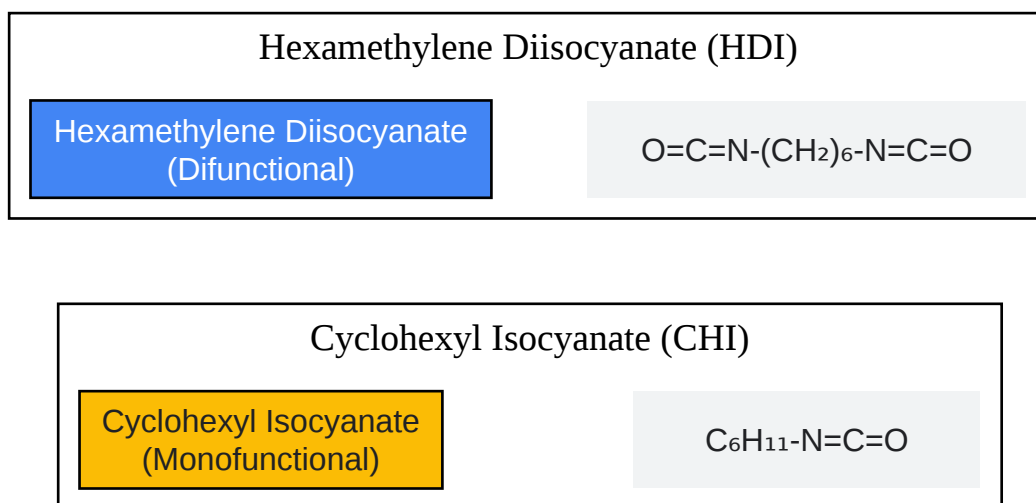 Hexamethylene Diisocyanate (HDI)
Hexamethylene Diisocyanate
(Difunctional)
O=C=N-(CH₂)₆-N=C=O
Cyclohexyl Isocyanate (CHI)
Cyclohexyl Isocyanate
(Monofunctional)
C₆H₁₁-N=C=O